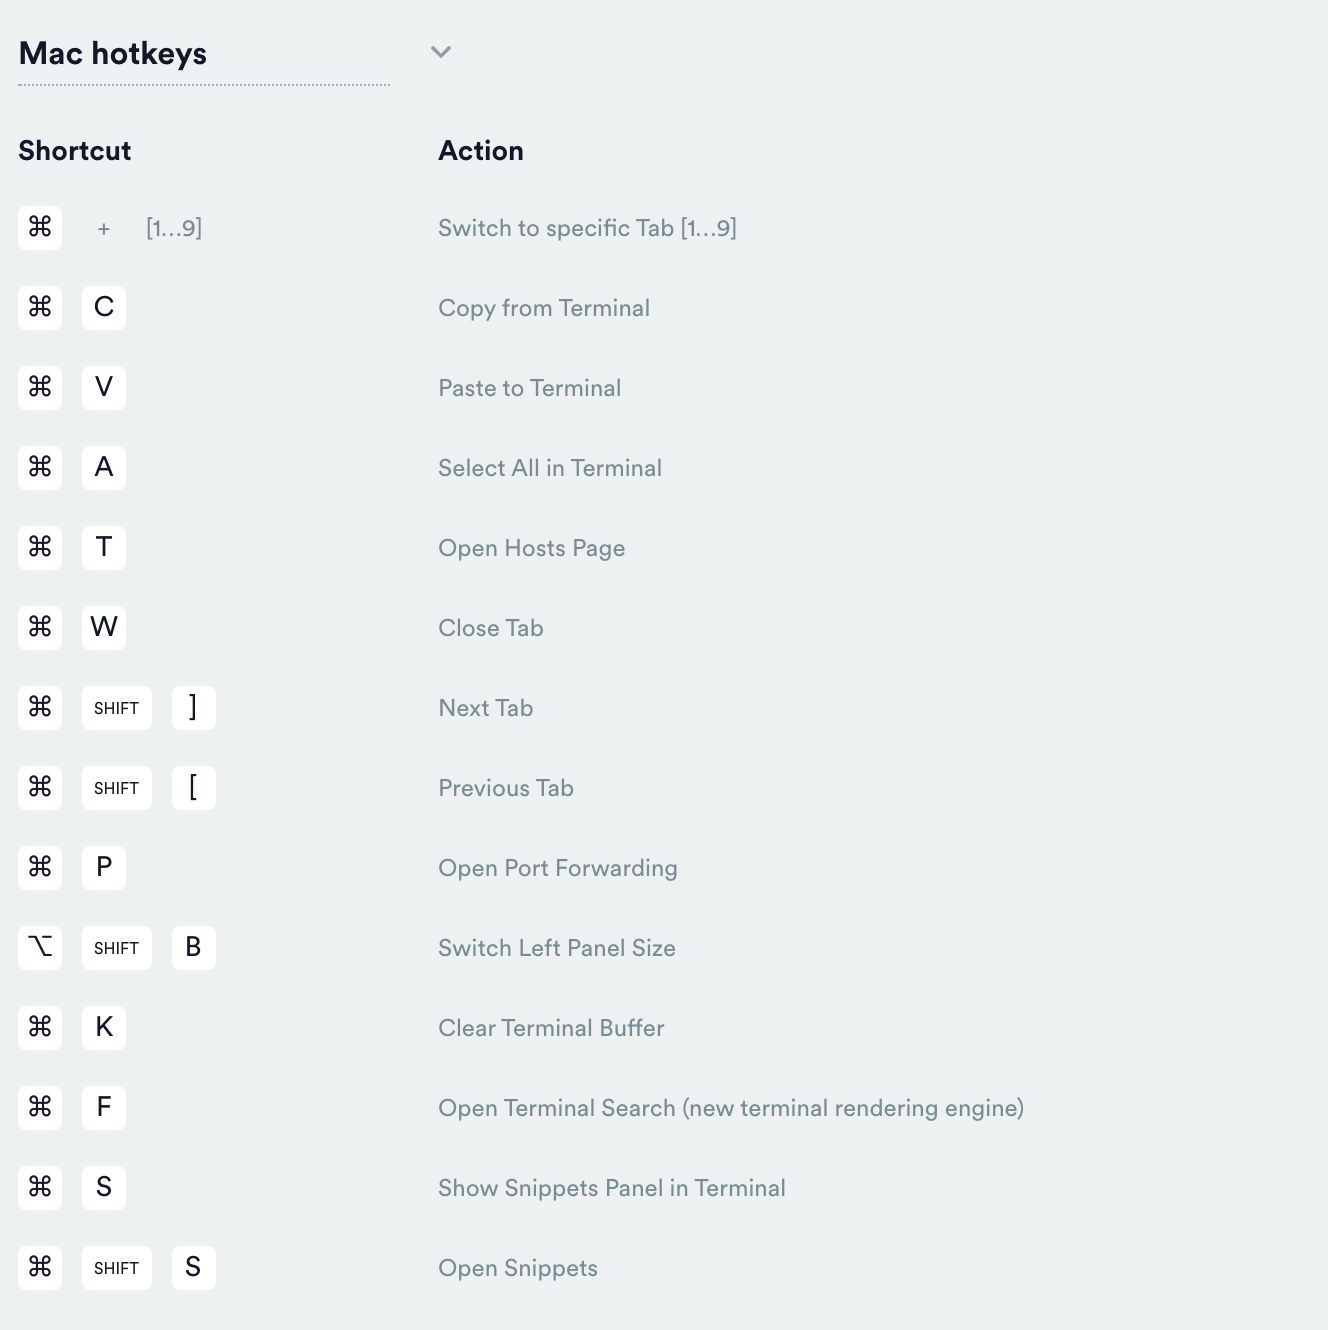 Mac hotkeys
Shortcut Action
⌘ + [1...9] Switch to specific Tab [1...9]
⌘ C Copy from Terminal
⌘ V Paste to Terminal
⌘ A Select All in Terminal
⌘ T Open Hosts Page
⌘ W Close Tab
⌘ SHIFT ] Next Tab
⌘ SHIFT [ Previous Tab
⌘ P Open Port Forwarding
⌥ SHIFT B Switch Left Panel Size
⌘ K Clear Terminal Buffer
⌘ F Open Terminal Search (new terminal rendering engine)
⌘ S Show Snippets Panel in Terminal
⌘ SHIFT S Open Snippets